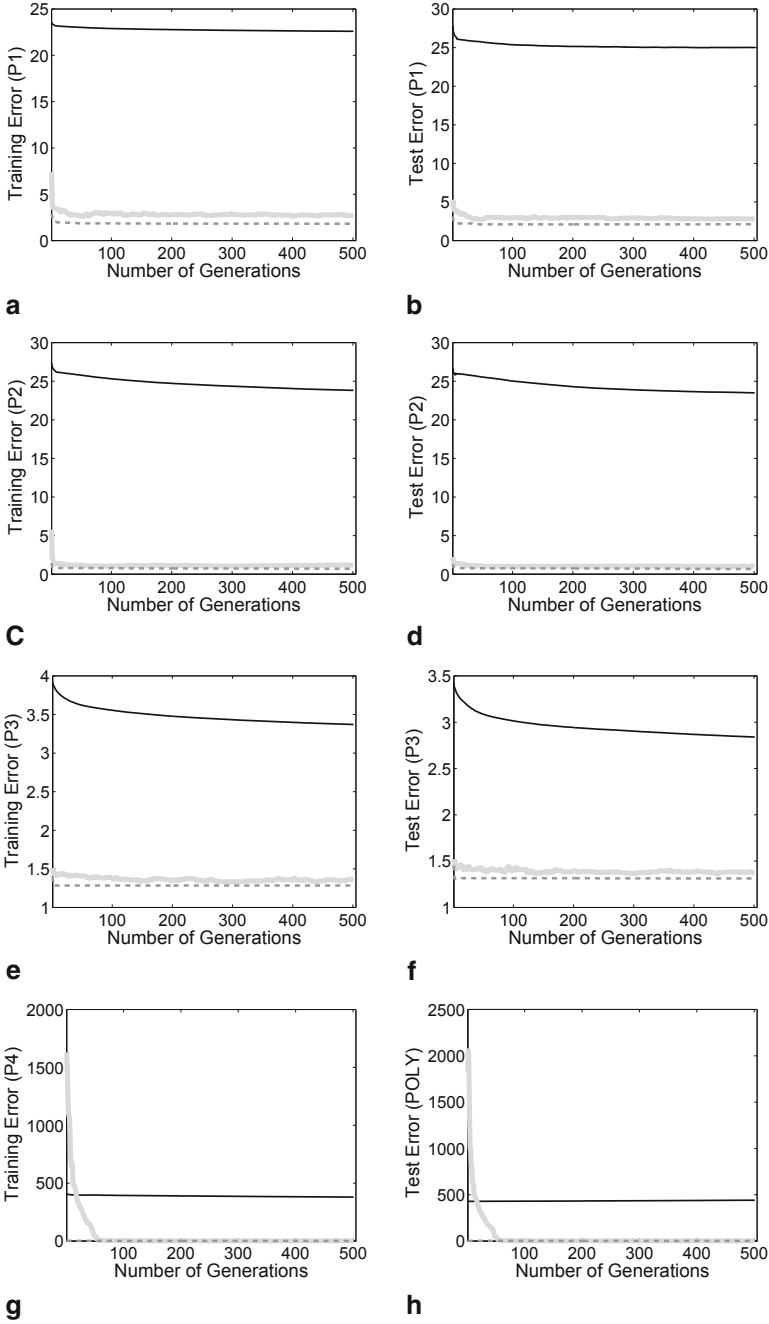 25
20
15
10
5
0
Training Error (P1)
100 200 300 400 500
Number of Generations
a
30
25
20
15
10
5
0
Test Error (P1)
100 200 300 400 500
Number of Generations
b
30
25
20
15
10
5
0
Training Error (P2)
100 200 300 400 500
Number of Generations
C
30
25
20
15
10
5
0
Test Error (P2)
100 200 300 400 500
Number of Generations
d
4
3.5
3
2.5
2
1.5
1
Training Error (P3)
100 200 300 400 500
Number of Generations
e
3.5
3
2.5
2
1.5
1
Test Error (P3)
100 200 300 400 500
Number of Generations
f
2000
1500
1000
500
0
Training Error (P4)
100 200 300 400 500
Number of Generations
g
2500
2000
1500
1000
500
0
Test Error (POLY)
100 200 300 400 500
Number of Generations
h